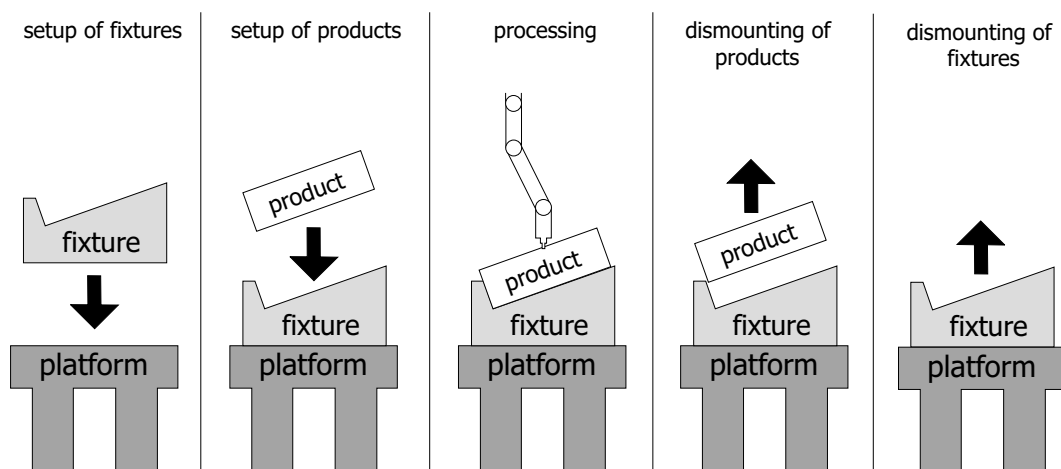 setup of fixtures
fixture
platform
setup of products
product
fixture
platform
processing
product
fixture
platform
dismounting of
products
product
fixture
platform
dismounting of
fixtures
fixture
platform